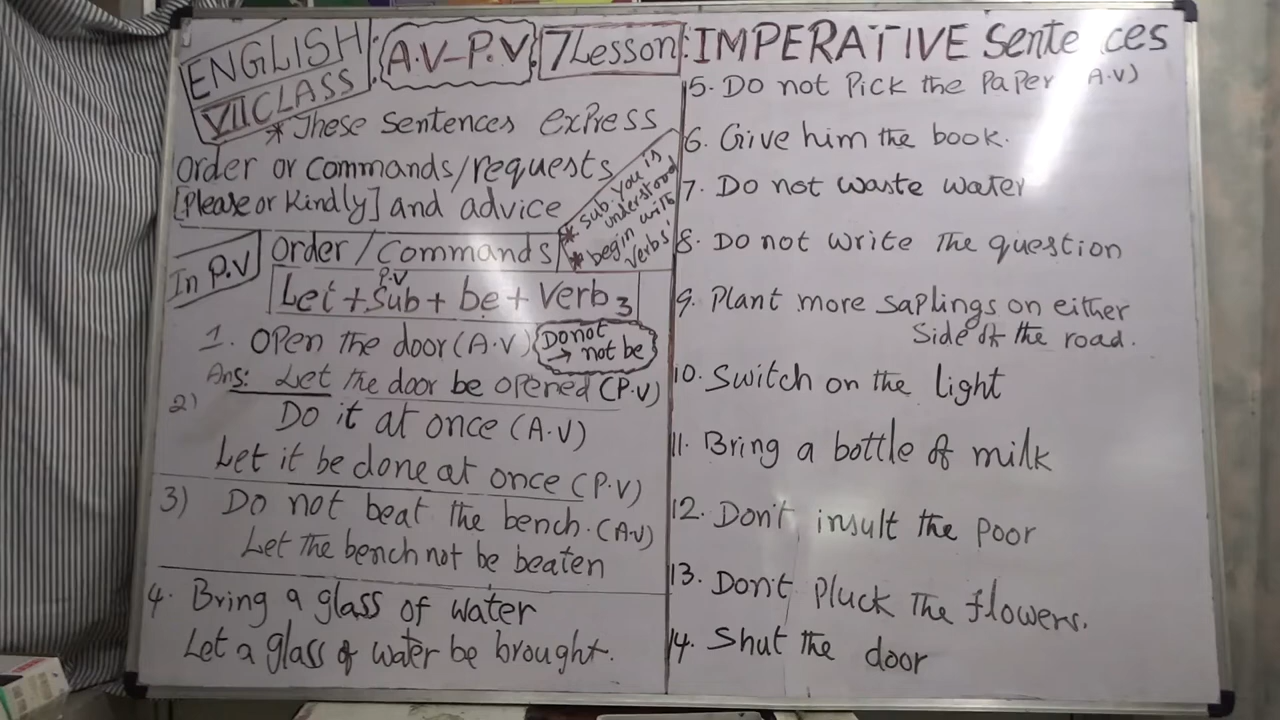 ENGLISH
VII CLASS
A.V-P.V
7 Lesson:
IMPERATIVE Sentences
* These sentences express
order or commands/requests
[Please or Kindly] and advice
* Sub. You is
understood
* begin with
Verbs'
In P.V
Order/Commands
P.V
Let + Sub + be + Verb 3
1. Open the door (A.V)
Do not
→ not be
Ans: Let the door be opened (P.V)
2) Do it at once (A.V)
Let it be done at once (P.V)
3) Do not beat the bench. (A.V)
Let the bench not be beaten
4. Bring a glass of water
Let a glass of water be brought.
5. Do not Pick the Paper (A.V)
6. Give him the book.
7. Do not waste water
8. Do not write the question
9. Plant more saplings on either
Side of the road.
10. Switch on the light
11. Bring a bottle of milk
12. Don't insult the poor
13. Don't pluck the flowers.
14. Shut the door